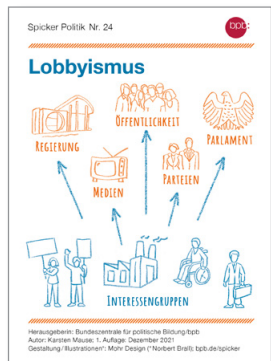 Spicker Politik Nr. 24
bpb:
Lobbyismus
ÖFFENTLICHKEIT
REGIERUNG
PARLAMENT
MEDIEN
PARTEIEN
INTERESSENGRUPPEN
Herausgeberin: Bundeszentrale für politische Bildung/bpb
Autor: Karsten Mause; 1. Auflage: Dezember 2021
Gestaltung/Illustrationen*: Mohr Design (*Norbert Brall); bpb.de/spicker